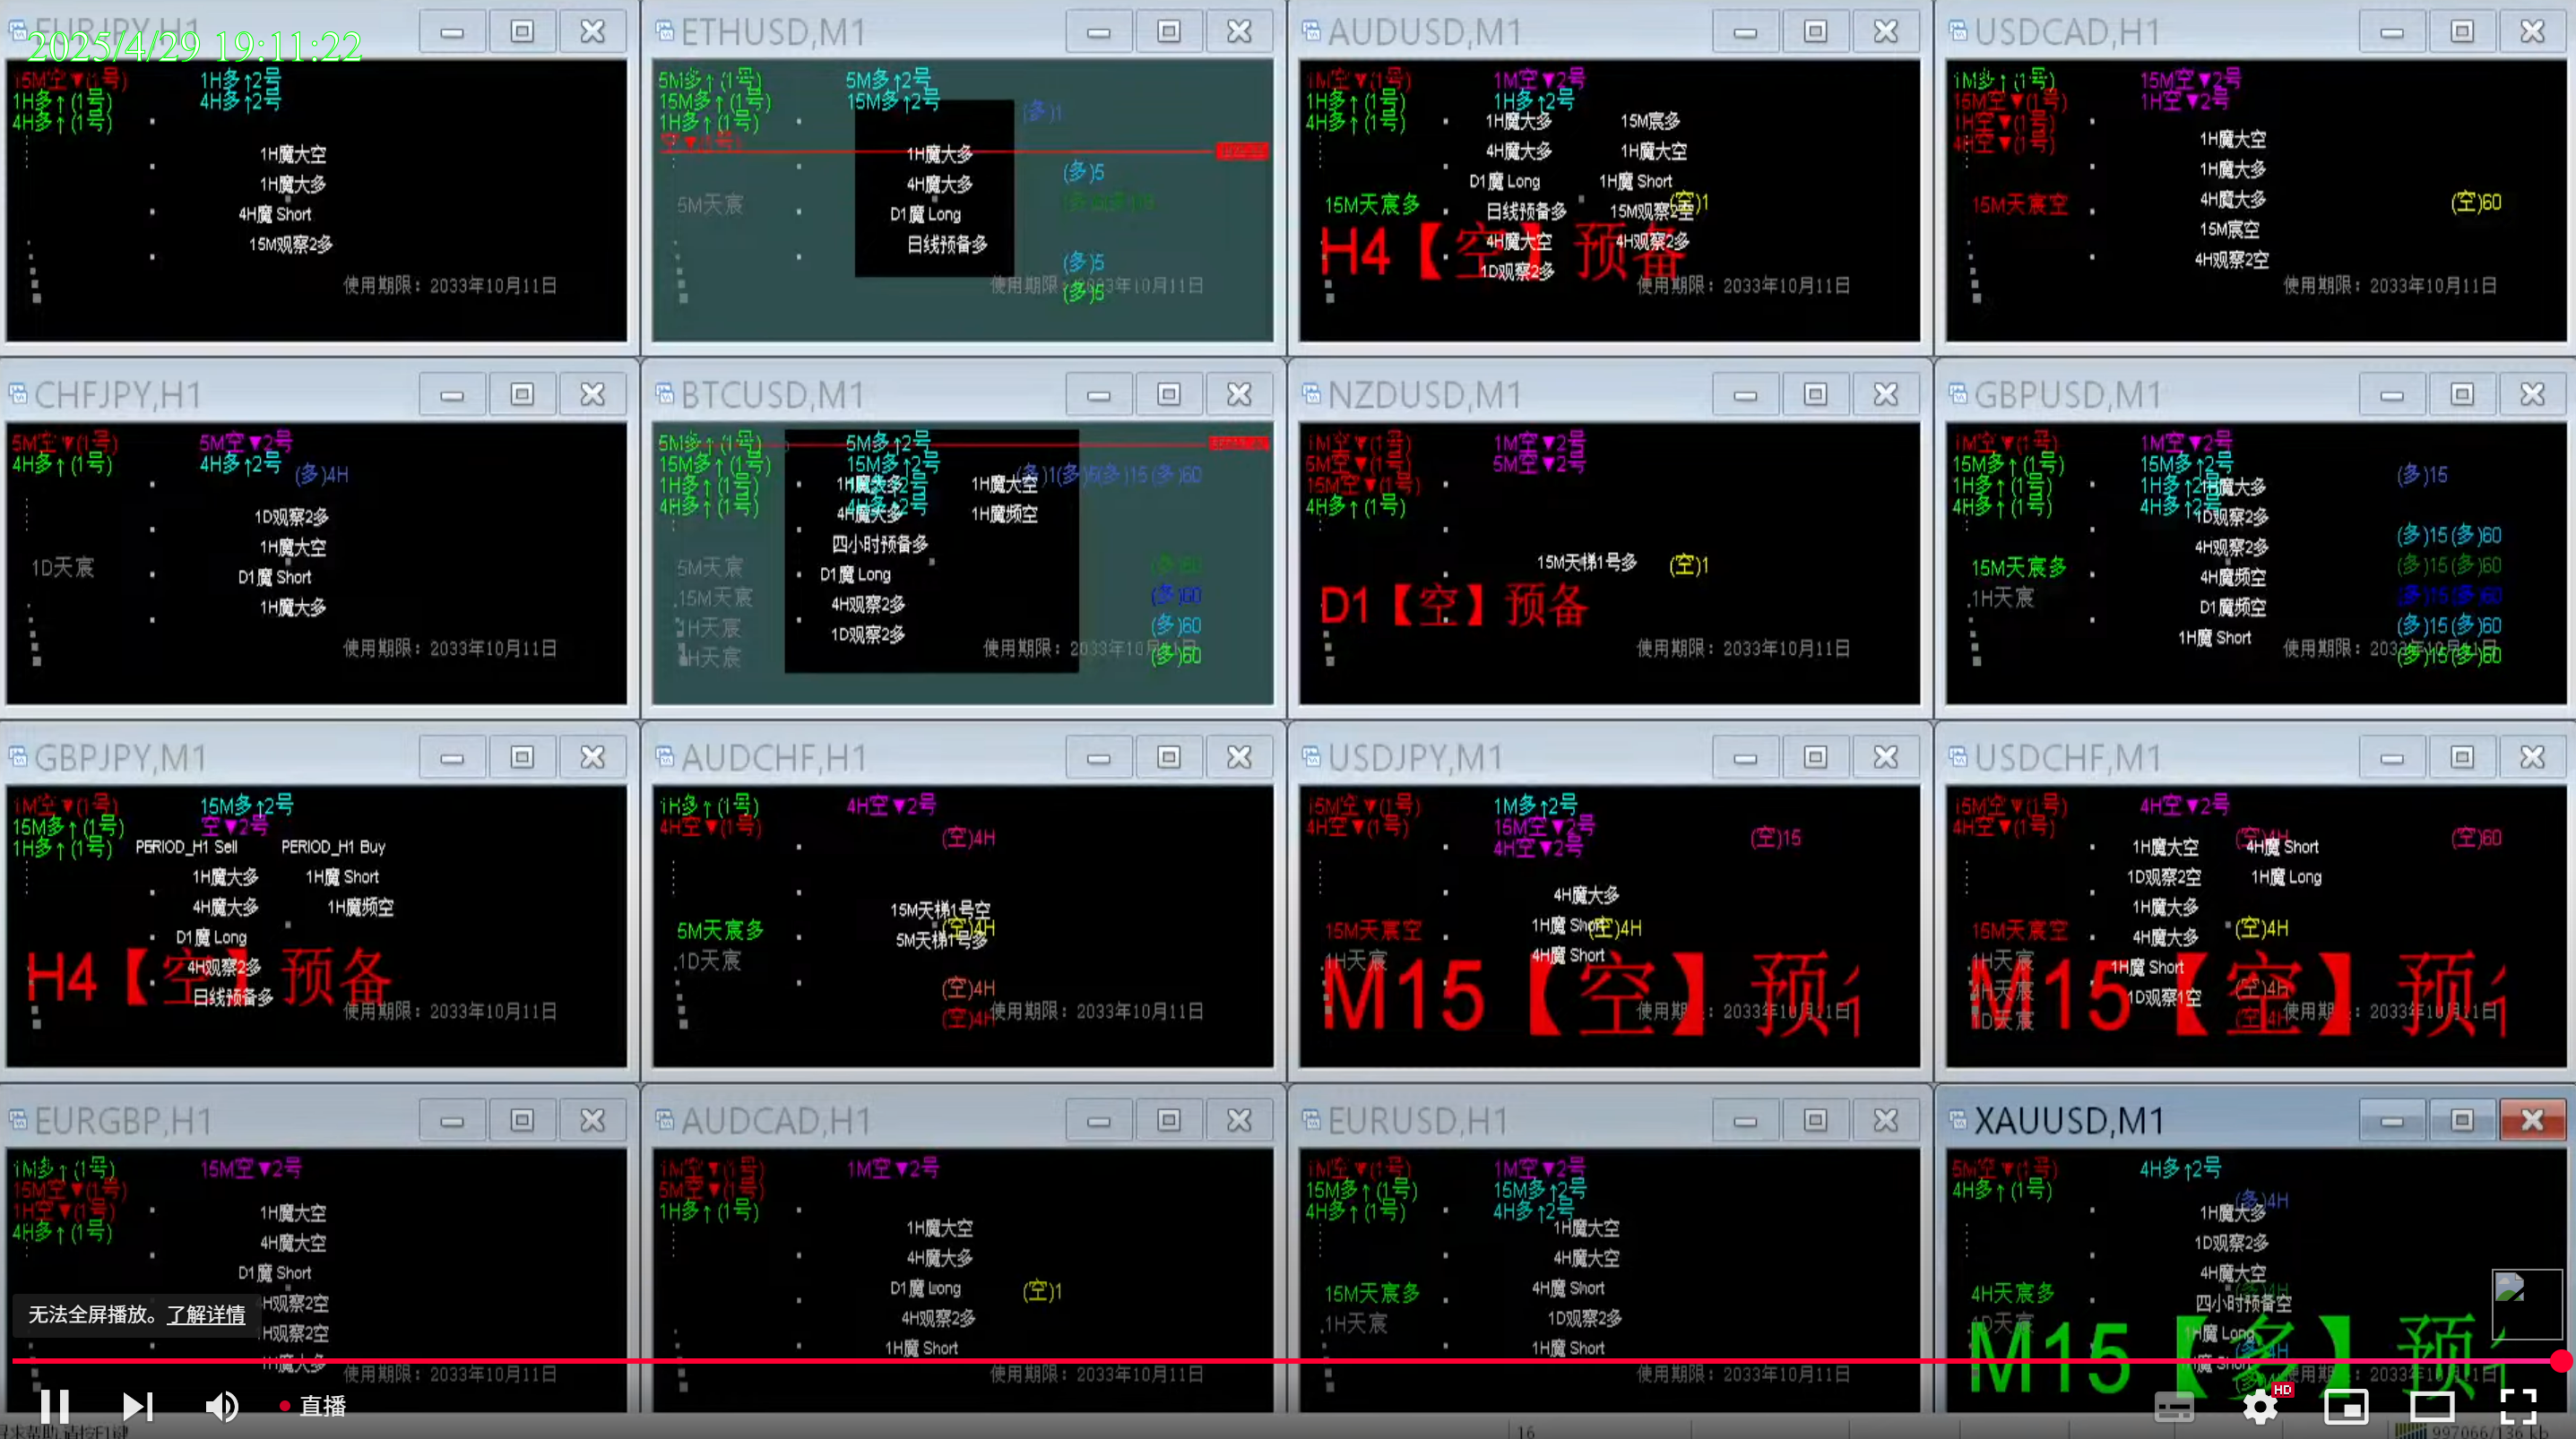 EURJPY,H1
2025/4/29 19:11:22
15M空▼(1号) 1H多↑2号
1H多↑(1号) 4H多↑2号
4H多↑(1号)
1H魔大空
1H魔大多
4H魔 Short
15M观察2多
使用期限：2033年10月11日
ETHUSD,M1
5M多↑(1号) 5M多↑2号
15M多↑(1号) 15M多↑2号
1H多↑(1号) (多)1
空▼(1号)
1H魔大多
(多)5
4H魔大多
5M天宸
D1魔 Long
日线预备多
(多)5
使用期限：2033年10月11日
(多)5
AUDUSD,M1
1M空▼(1号) 1M空▼2号
1H多↑(1号) 1H多↑2号
4H多↑(1号) 1H魔大多 15M宸多
4H魔大多 1H魔大空
D1魔 Long 1H魔 Short
15M天宸多 日线预备多 15M观察2空 (空)1
H4【空】预备
4H魔大空 4H观察2多
1D观察2多
使用期限：2033年10月11日
USDCAD,H1
1M多↑(1号) 15M空▼2号
15M空▼(1号) 1H空▼2号
1H空▼(1号)
4H空▼(1号) 1H魔大空
1H魔大多
15M天宸空 4H魔大多 (空)60
15M宸空
4H观察2空
使用期限：2033年10月11日
CHFJPY,H1
5M空▼(1号) 5M空▼2号
4H多↑(1号) 4H多↑2号 (多)4H
1D观察2多
1H魔大空
1D天宸 D1魔 Short
1H魔大多
使用期限：2033年10月11日
BTCUSD,M1
5M多↑(1号) 5M多↑2号
15M多↑(1号) 15M多↑2号
1H多↑(1号) 1H魔大多 1H魔大空
4H多↑(1号) 4H多↑2号
4H魔大多 1H魔频空
四小时预备多
5M天宸 D1魔 Long (多)60
15M天宸 4H观察2多 (多)60
1H天宸 1D观察2多 (多)60
H天宸 使用期限：2033年10月11日
(多)60
NZDUSD,M1
1M空▼(1号) 1M空▼2号
5M空▼(1号) 5M空▼2号
15M空▼(1号)
4H多↑(1号)
15M天梯1号多 (空)1
D1【空】预备
使用期限：2033年10月11日
GBPUSD,M1
1M空▼(1号) 1M空▼2号
15M多↑(1号) 15M多↑2号 (多)15
1H多↑(1号) 1H多↑2号
4H多↑(1号) 4H多↑2号
1D观察2多
4H观察2多 (多)15(多)60
15M天宸多 4H魔频空 (多)15(多)60
1H天宸 D1魔频空 (多)15(多)60
1H魔 Short (多)15(多)60
使用期限：2033年10月11日
(多)15(多)60
GBPJPY,M1
1M空▼(1号) 15M多↑2号
15M多↑(1号) 空▼2号
1H多↑(1号) PERIOD_H1 Sell PERIOD_H1 Buy
1H魔大多 1H魔 Short
4H魔大多 1H魔频空
D1魔 Long
H4【空】预备
4H观察2多
日线预备多
使用期限：2033年10月11日
AUDCHF,H1
1H多↑(1号) 4H空▼2号
4H空▼(1号) (空)4H
15M天梯1号空
5M天宸多 (空)4H
5M天梯1号多
1D天宸
(空)4H
(空)4H
使用期限：2033年10月11日
USDJPY,M1
15M空▼(1号) 1M多↑2号
4H空▼(1号) 15M空▼2号 (空)15
4H空▼2号
4H魔大多
15M天宸空 1H魔 Short (空)4H
1H天宸 4H魔 Short
M15【空】预
使用期限：2033年10月11日
USDCHF,M1
15M空▼(1号) 4H空▼2号
4H空▼(1号) (空)4H (空)60
1H魔大空 4H魔 Short
1D观察2空 1H魔 Long
1H魔大多
15M天宸空 4H魔大多 (空)4H
1H天宸 1H魔 Short
4H天宸 1D观察1空 (空)4H
1D天宸 (空)4H
M15【空】预
使用期限：2033年10月11日
EURGBP,H1
1M多↑(1号) 15M空▼2号
15M空▼(1号)
1H空▼(1号) 1H魔大空
4H多↑(1号) 4H魔大空
D1魔 Short
H观察2空
H观察2空
1H魔大多
使用期限：2033年10月11日
AUDCAD,H1
1M空▼(1号) 1M空▼2号
5M空▼(1号)
1H多↑(1号) 1H魔大空
4H魔大多
D1魔 Long (空)1
4H观察2多
1H魔 Short
使用期限：2033年10月11日
EURUSD,H1
1M空▼(1号) 1M空▼2号
15M多↑(1号) 15M多↑2号
4H多↑(1号) 4H多↑2号
1H魔大空
4H魔大空
15M天宸多 4H魔 Short
1H天宸 1D观察2多
1H魔 Short
使用期限：2033年10月11日
XAUUSD,M1
5M空▼(1号) 4H多↑2号
4H多↑(1号) (多)4H
1H魔大多
1D观察2多
4H魔大空
4H天宸多 四小时预备空
1D天宸 1H魔 Long
M15【多】预
使用期限：2033年10月11日
无法全屏播放。了解详情
直播
HD
16
997066/136 kb